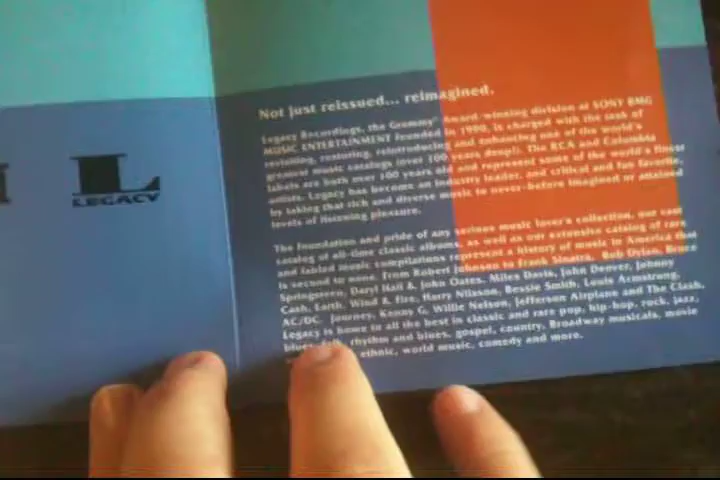 L
LEGACY
Not just reissued... reimagined.
Legacy Recordings, the Grammy® Award-winning division of SONY BMG
MUSIC ENTERTAINMENT founded in 1990, is charged with the task of
revisiting, restoring, reintroducing and enhancing one of the world's
greatest music catalogs (over 100 years deep!). The RCA and Columbia
labels are both over 100 years old and represent some of the world's finest
artists. Legacy has become an industry leader, and critical and fan favorite,
by taking that rich and diverse music to never-before imagined or attained
levels of listening pleasure.
The foundation and pride of any serious music lover's collection, our vast
catalog of all-time classic albums, as well as our extensive catalog of rare
and fabled music compilations represent a history of music in America that
is second to none. From Robert Johnson to Frank Sinatra, Bob Dylan, Bruce
Springsteen, Daryl Hall & John Oates, Miles Davis, John Denver, Johnny
Cash, Earth, Wind & Fire, Harry Nilsson, Bessie Smith, Louis Armstrong,
AC/DC, Journey, Kenny G, Willie Nelson, Jefferson Airplane and The Clash,
Legacy is home to all the best in classic and rare pop, hip-hop, rock, jazz,
blues, folk, rhythm and blues, gospel, country, Broadway musicals, movie
ethnic, world music, comedy and more.